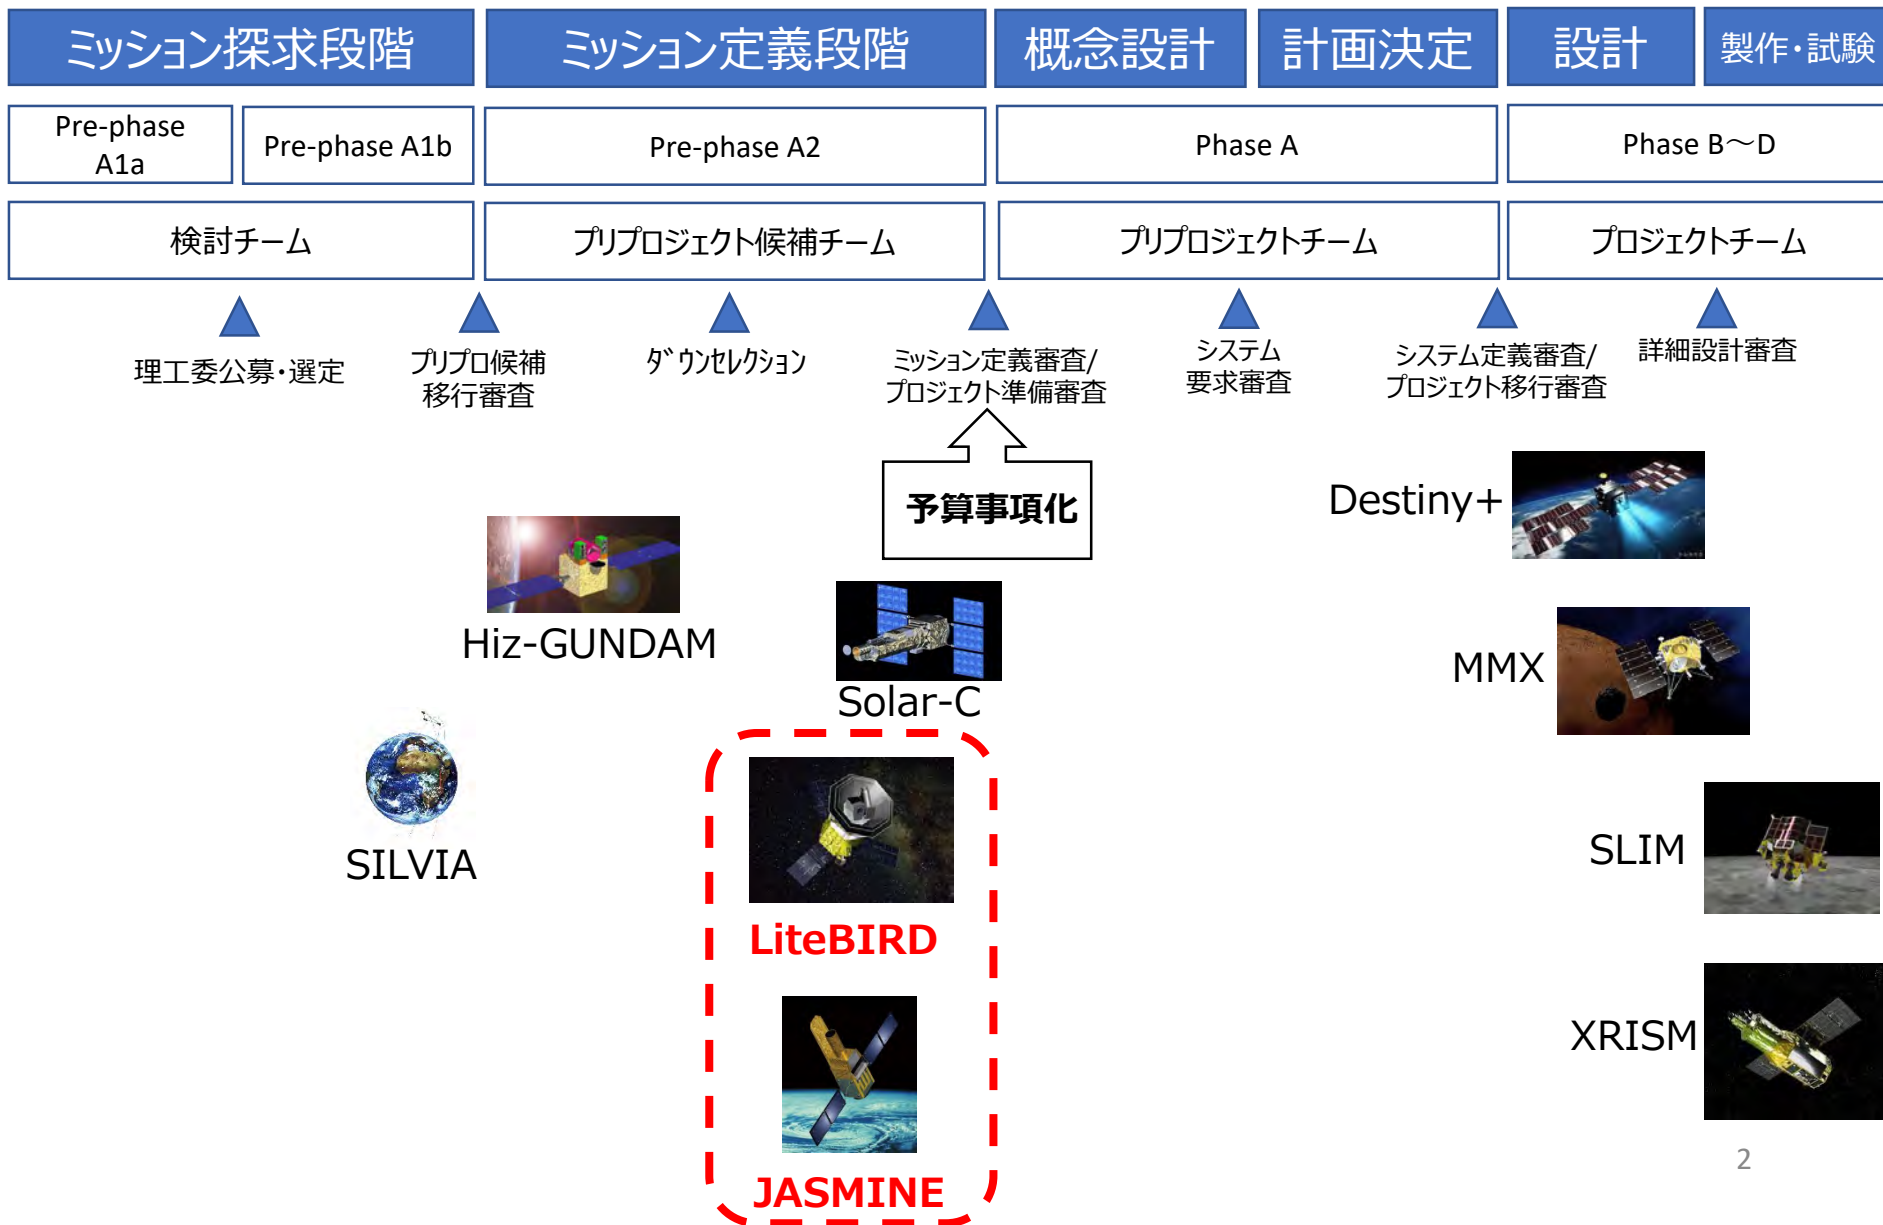 ミッション探求段階
ミッション定義段階
概念設計
計画決定
設計
製作・試験
Pre-phase
A1a
Pre-phase A1b
Pre-phase A2
Phase A
Phase B～D
検討チーム
プリプロジェクト候補チーム
プリプロジェクトチーム
プロジェクトチーム
理工委公募・選定
プリプロ候補
移行審査
ﾀﾞｳﾝｾﾚｸｼｮﾝ
ミッション定義審査/
プロジェクト準備審査
システム
要求審査
システム定義審査/
プロジェクト移行審査
詳細設計審査
予算事項化
Destiny+
Hiz-GUNDAM
MMX
Solar-C
SILVIA
SLIM
LiteBIRD
XRISM
JASMINE
2